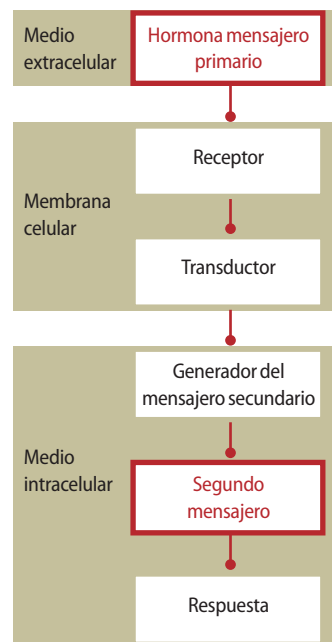 Medio
extracelular
Hormona mensajero
primario
Membrana
celular
Receptor
Transductor
Medio
intracelular
Generador del
mensajero secundario
Segundo
mensajero
Respuesta